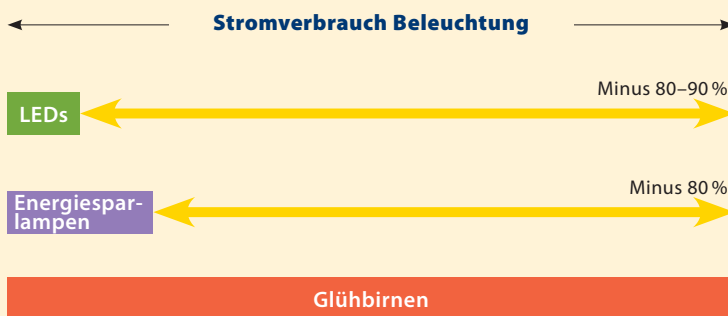 Stromverbrauch Beleuchtung
Minus 80–90 %
LEDs
Minus 80 %
Energiespar-
lampen
Glühbirnen